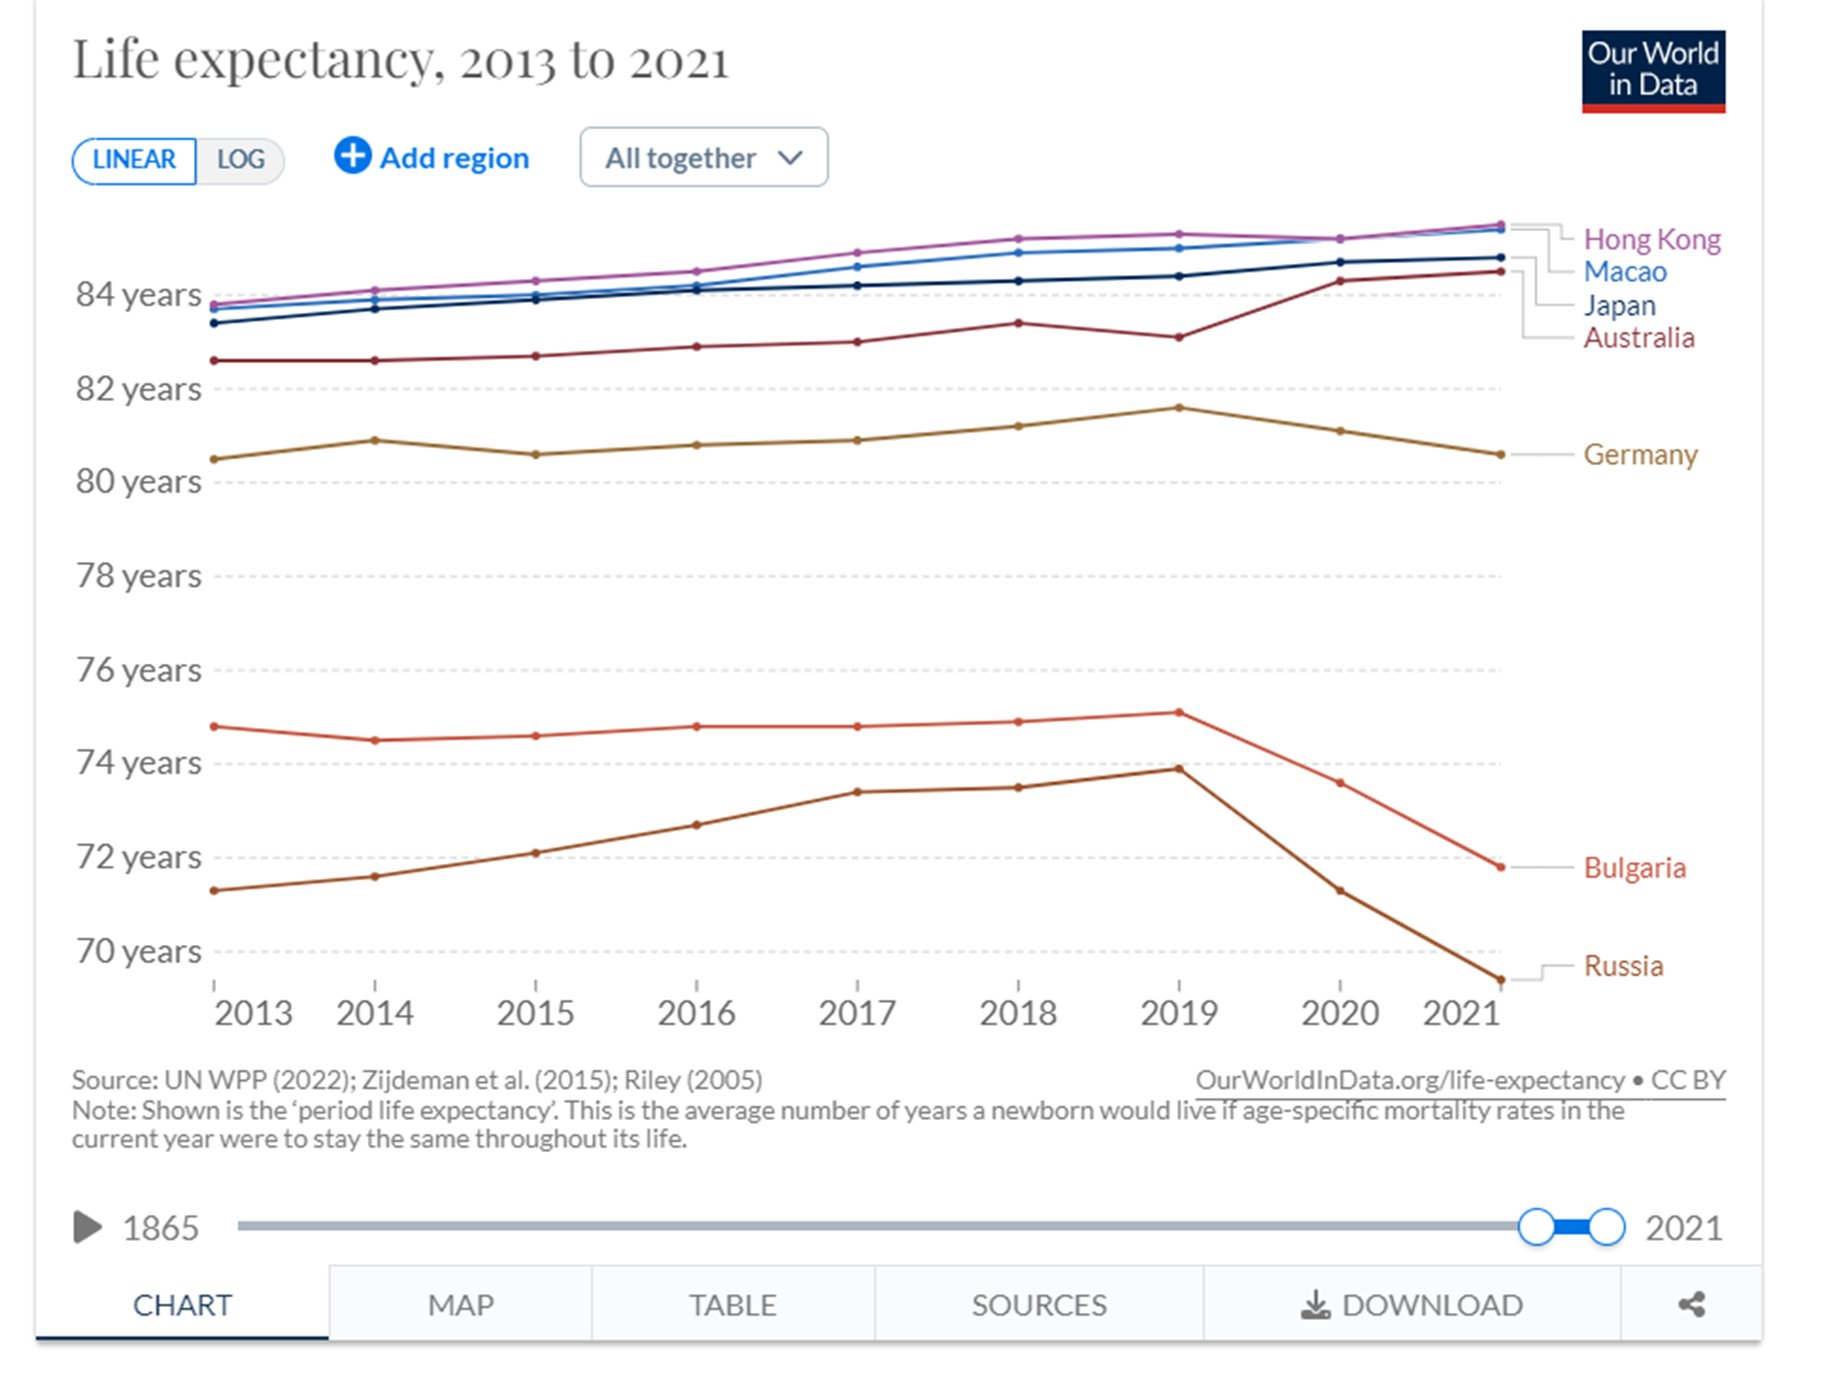 Life expectancy, 2013 to 2021
Our World
in Data
LINEAR LOG Add region All together
84 years
82 years
80 years
78 years
76 years
74 years
72 years
70 years
Hong Kong
Macao
Japan
Australia
Germany
Bulgaria
Russia
2013 2014 2015 2016 2017 2018 2019 2020 2021
Source: UN WPP (2022); Zijdeman et al. (2015); Riley (2005)
OurWorldInData.org/life-expectancy • CC BY
Note: Shown is the ‘period life expectancy’. This is the average number of years a newborn would live if age-specific mortality rates in the
current year were to stay the same throughout its life.
1865 2021
CHART MAP TABLE SOURCES DOWNLOAD